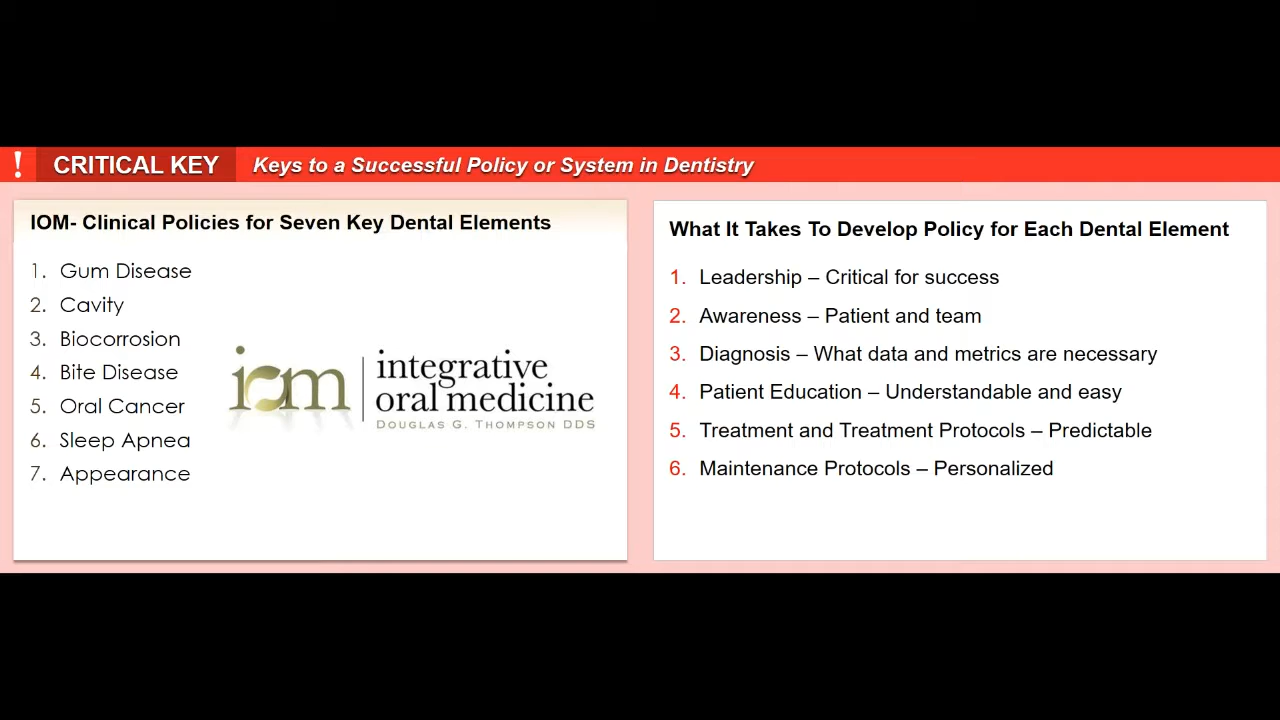 ! CRITICAL KEY Keys to a Successful Policy or System in Dentistry
IOM- Clinical Policies for Seven Key Dental Elements
1. Gum Disease
2. Cavity
3. Biocorrosion
4. Bite Disease
5. Oral Cancer
6. Sleep Apnea
7. Appearance
iom
integrative
oral medicine
DOUGLAS G. THOMPSON DDS
What It Takes To Develop Policy for Each Dental Element
1. Leadership – Critical for success
2. Awareness – Patient and team
3. Diagnosis – What data and metrics are necessary
4. Patient Education – Understandable and easy
5. Treatment and Treatment Protocols – Predictable
6. Maintenance Protocols – Personalized